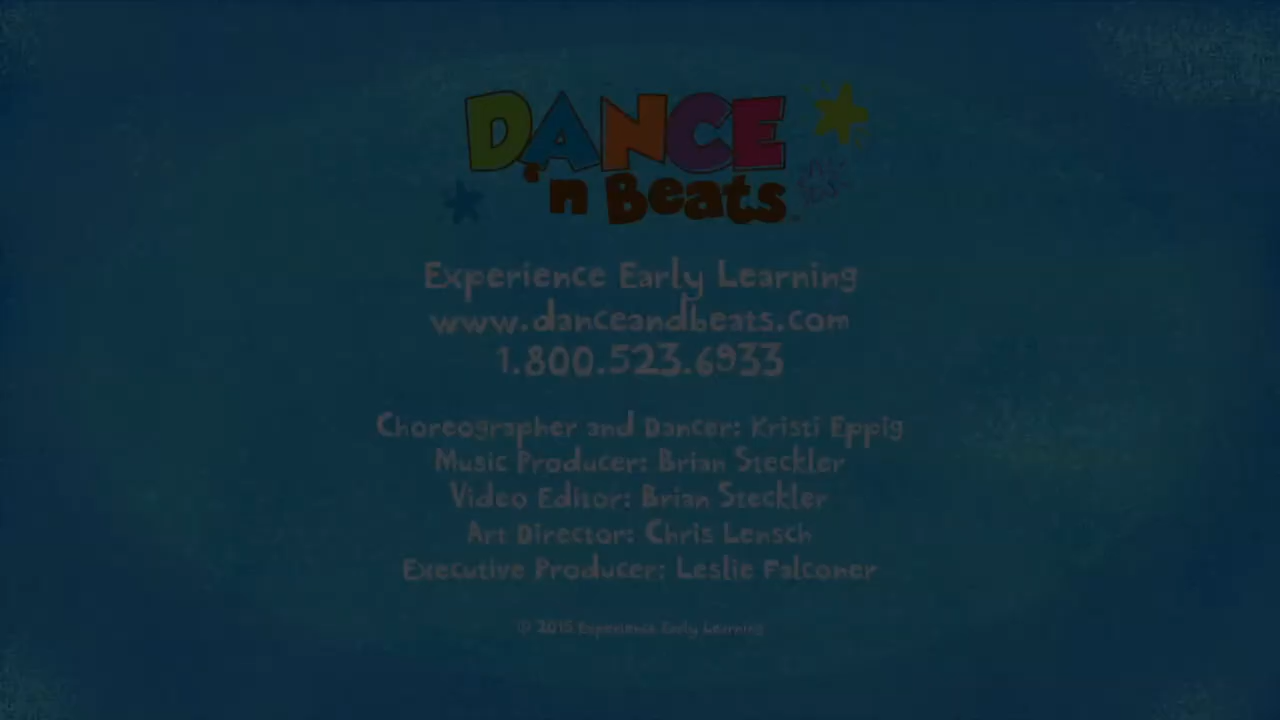 DANCE
'n Beats
Experience Early Learning
www.danceandbeats.com
1.800.523.6933
Choreographer and Dancer: Kristi Eppig
Music Producer: Brian Steckler
Video Editor: Brian Steckler
Art Director: Chris Lensch
Executive Producer: Leslie Falconer
© 2015 Experience Early Learning